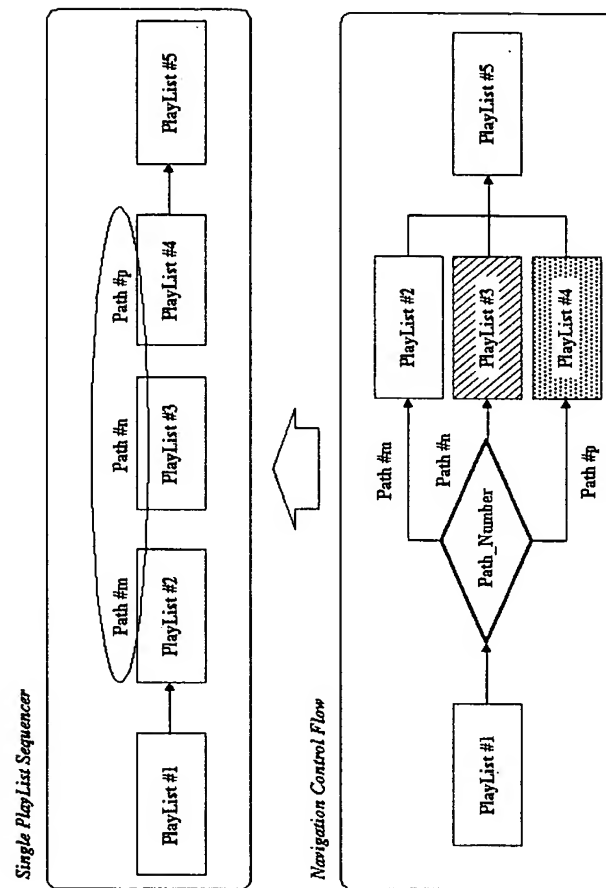 Single PlayList Sequencer
Path #m
Path #n
Path #p
PlayList #1
PlayList #2
PlayList #3
PlayList #4
PlayList #5
Navigation Control Flow
PlayList #1
Path_Number
Path #m
Path #n
Path #p
PlayList #2
PlayList #3
PlayList #4
PlayList #5